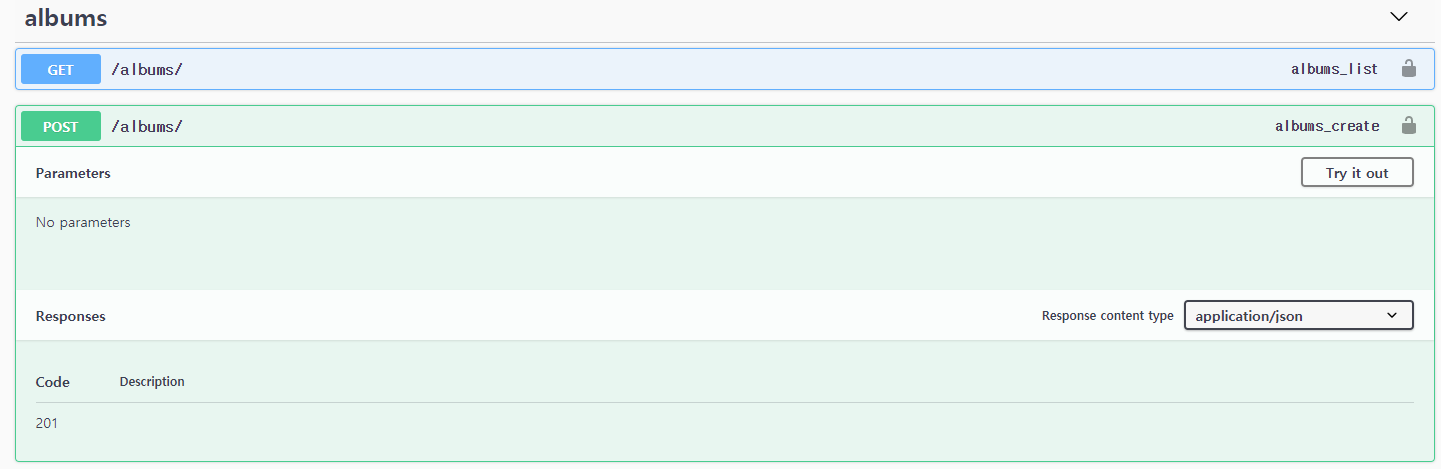 albums
GET /albums/ albums_list
POST /albums/ albums_create
Parameters Try it out
No parameters
Responses Response content type application/json
Code Description
201